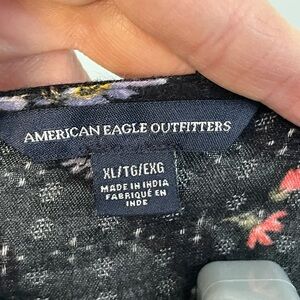 AMERICAN EAGLE OUTFITTERS
XL/TG/EXG
MADE IN INDIA
FABRIQUÉ EN
INDE